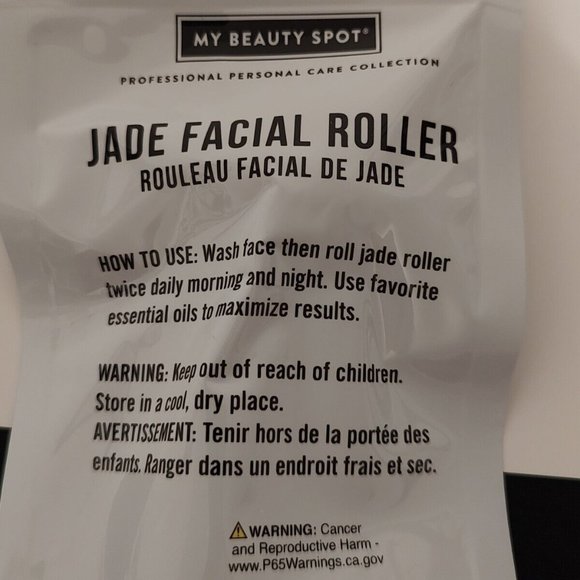 MY BEAUTY SPOT®
PROFESSIONAL PERSONAL CARE COLLECTION
JADE FACIAL ROLLER
ROULEAU FACIAL DE JADE
HOW TO USE: Wash face then roll jade roller
twice daily morning and night. Use favorite
essential oils to maximize results.
WARNING: Keep out of reach of children.
Store in a cool, dry place.
AVERTISSEMENT: Tenir hors de la portée des
enfants. Ranger dans un endroit frais et sec.
⚠WARNING: Cancer
and Reproductive Harm -
www.P65Warnings.ca.gov